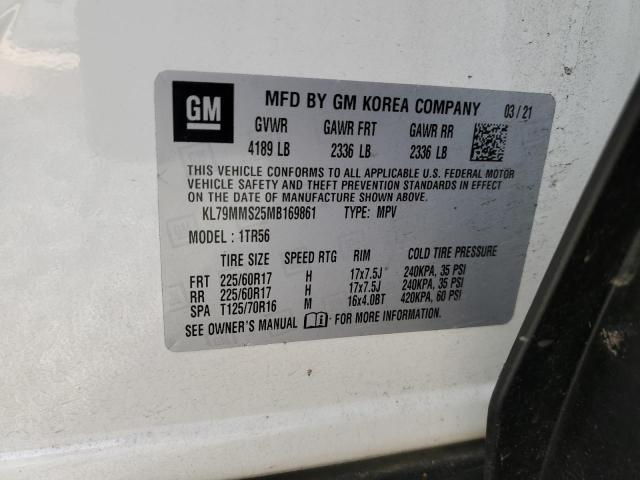 GM
MFD BY GM KOREA COMPANY 03/21
GVWR GAWR FRT GAWR RR
4189 LB 2336 LB 2336 LB
THIS VEHICLE CONFORMS TO ALL APPLICABLE U.S. FEDERAL MOTOR
VEHICLE SAFETY AND THEFT PREVENTION STANDARDS IN EFFECT
ON THE DATE OF MANUFACTURE SHOWN ABOVE.
KL79MMS25MB169861 TYPE: MPV
MODEL : 1TR56
TIRE SIZE SPEED RTG RIM COLD TIRE PRESSURE
FRT 225/60R17 H 17x7.5J 240KPA, 35 PSI
RR 225/60R17 H 17x7.5J 240KPA, 35 PSI
SPA T125/70R16 M 16x4.0BT 420KPA, 60 PSI
SEE OWNER'S MANUAL FOR MORE INFORMATION.